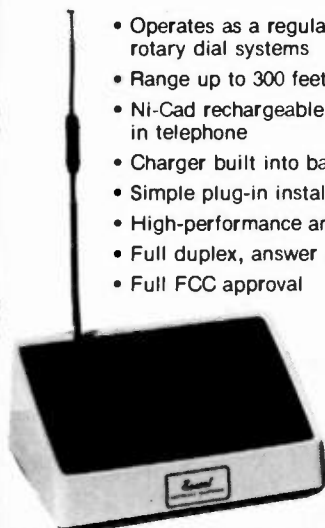 • Operates as a regula
rotary dial systems
• Range up to 300 feet
• Ni-Cad rechargeable
in telephone
• Charger built into ba
• Simple plug-in instal
• High-performance an
• Full duplex, answer
• Full FCC approval